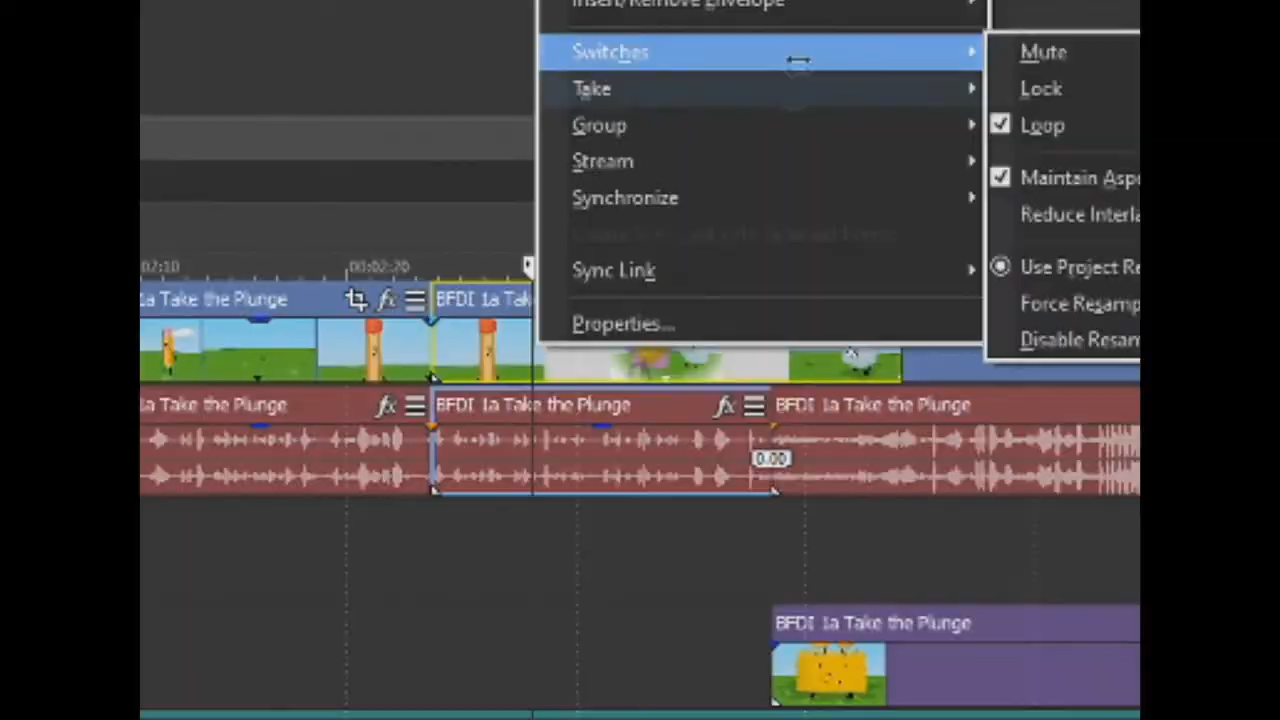 Insert/Remove Envelope
Switches
Mute
Take
Lock
Group
Loop
Stream
Maintain Aspe
Synchronize
Reduce Interla
Use Project Re
Sync Link
Force Resamp
Properties...
Disable Resam
02:10
00:02:20
1a Take the Plunge
BFDI 1a Tak
1a Take the Plunge
BFDI 1a Take the Plunge
BFDI 1a Take the Plunge
0.00
BFDI 1a Take the Plunge